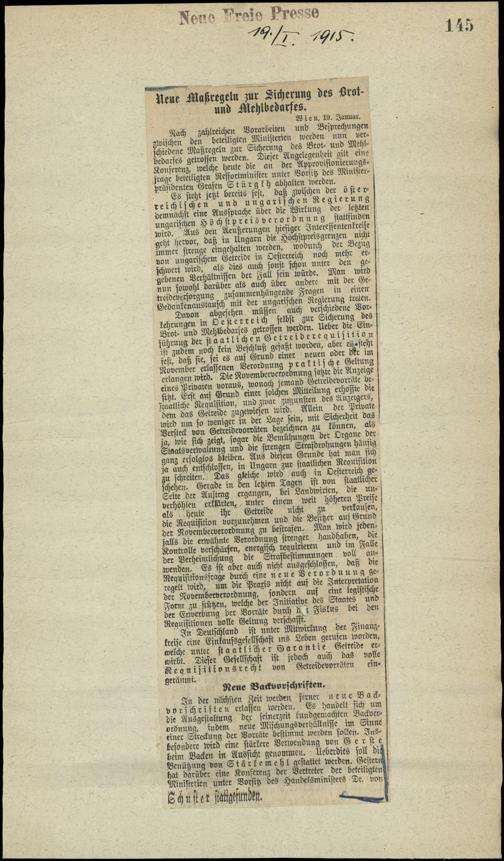 Neue Freie Presse
19./I. 1915.
145
Neue Maßregeln zur Sicherung des Brot-
und Mehlbedarfes.
Wien, 19. Januar.
Nach zahlreichen Vorarbeiten und Besprechungen
zwischen den beteiligten Ministerien werden nun ver-
schiedene Maßregeln zur Sicherung des Brot- und Mehl-
bedarfes getroffen werden. Dieser Angelegenheit gilt eine
Konferenz, welche heute die an der Approvisionierungs-
frage beteiligten Ressortminister unter Vorsitz des Minister-
präsidenten Grafen Stürgkh abhalten werden.
Es steht jetzt bereits fest, daß zwischen der öster-
reichischen und ungarischen Regierung
demnächst eine Aussprache über die Wirkung der letzten
ungarischen Höchstpreisverordnung stattfinden
wird. Aus den Aeußerungen hiesiger Interessentenkreise
geht hervor, daß in Ungarn die Höchstpreisgrenzen nicht
immer strenge eingehalten werden, wodurch der Bezug
von ungarischem Getreide in Oesterreich noch mehr er-
schwert wird, als dies auch sonst schon unter den ge-
gebenen Verhältnissen der Fall sein würde. Man wird
nun sowohl darüber als auch über andere mit der Ge-
treideversorgung zusammenhängende Fragen in einen
Gedankenaustausch mit der ungarischen Regierung treten.
Davon abgesehen müssen auch verschiedene Vor-
kehrungen in Oesterreich selbst zur Sicherung des
Brot- und Mehlbedarfes getroffen werden. Ueber die Ein-
führung der staatlichen Getreiderequisition
ist zudem noch kein Beschluß gefaßt worden, aber es steht
fest, daß sie, sei es auf Grund einer neuen oder der im
November erlassenen Verordnung praktische Geltung
erlangen wird. Die Novemberverordnung setzte die Anzeige
eines Privaten voraus, wonach jemand Getreidevorräte be-
sitzt. Erst auf Grund einer solchen Mitteilung erfloß die
staatliche Requisition, und zwar zugunsten des Anzeigers,
dem das Getreide zugewiesen wird. Allein der Private
wird um so weniger in der Lage sein, mit Sicherheit das
Versteck von Getreidevorräten bezeichnen zu können, als
ja, wie sich zeigt, sogar die Bemühungen der Organe der
Staatsverwaltung und die strengen Strafdrohungen häufig
ganz erfolglos bleiben. Aus diesem Grunde hat man sich
ja auch entschlossen, in Ungarn zur staatlichen Requisition
zu schreiten. Das gleiche wird auch in Oesterreich ge-
schehen. Gerade in den letzten Tagen ist von staatlicher
Seite der Auftrag ergangen, bei Landwirten, die un-
verhohlen erklärten, unter einem weit höheren Preise
als heute ihr Getreide nicht zu verkaufen,
die Requisition vorzunehmen und die Besitzer auf Grund
der Novemberverordnung zu bestrafen. Man wird jeden-
falls die erwähnte Verordnung strenger handhaben, die
Kontrolle verschärfen, energisch requirieren und im Falle
der Verheimlichung die Strafbestimmungen voll an-
wenden. Es ist aber auch nicht ausgeschlossen, daß die
Requisitionsfrage durch eine neue Verordnung ge-
regelt wird, um die Praxis nicht auf die Interpretation
der Novemberverordnung, sondern auf eine legistische
Form zu stützen, welche der Initiative des Staates und
der Erwerbung der Vorräte durch den Fiskus bei den
Requisitionen volle Geltung verschafft.
In Deutschland ist unter Mitwirkung der Finanz-
kreise eine Einkaufsgesellschaft ins Leben gerufen worden,
welche unter staatlicher Garantie Getreide er-
wirbt. Dieser Gesellschaft ist jedoch auch das volle
Requisitionsrecht von Getreidevorräten ein-
geräumt.
Neue Backvorschriften.
In der nächsten Zeit werden ferner neue Back-
vorschriften erlassen werden. Es handelt sich um
die Ausgestaltung der seinerzeit kundgemachten Backver-
ordnung, indem neue Mischungsverhältnisse im Sinne
einer Streckung der Vorräte bestimmt werden sollen. Ins-
besondere wird eine stärkere Verwendung von Gerste
beim Backen in Aussicht genommen. Ueberdies soll die
Benützung von Stärkemehl gestattet werden. Gestern
hat darüber eine Konferenz der Vertreter der beteiligten
Ministerien unter Vorsitz des Handelsministers Dr. von
Schuster stattgefunden.